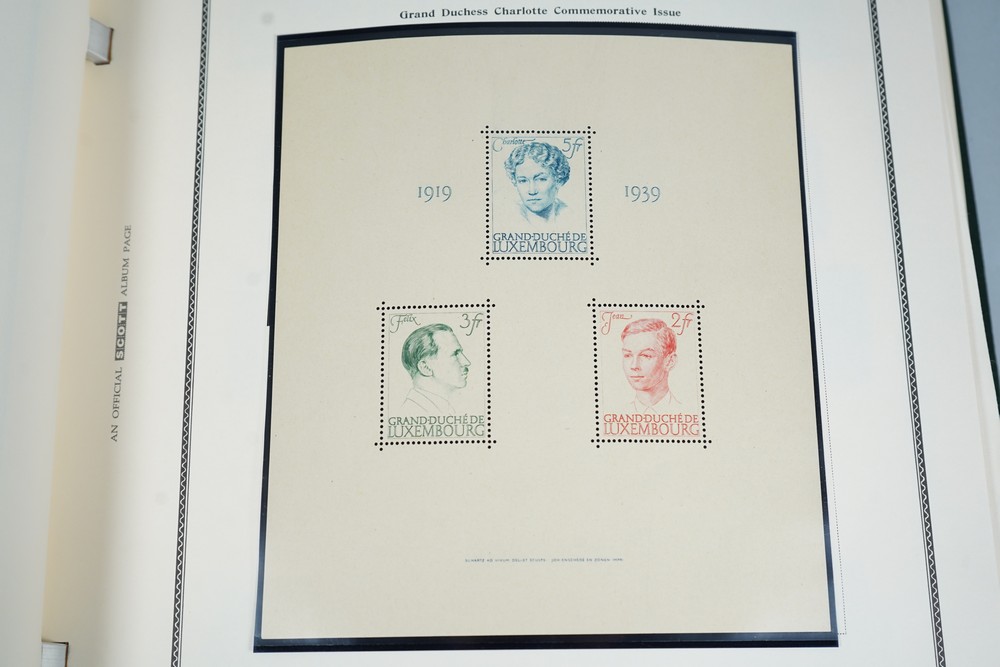 Grand Duchess Charlotte Commemorative Issue
AN OFFICIAL SCOTT ALBUM PAGE
Charlotte 5fr
1919
1939
GRAND·DUCHÉ DE
LUXEMBOURG
Félix 3fr
GRAND·DUCHÉ DE
LUXEMBOURG
Jean 2fr
GRAND·DUCHÉ DE
LUXEMBOURG